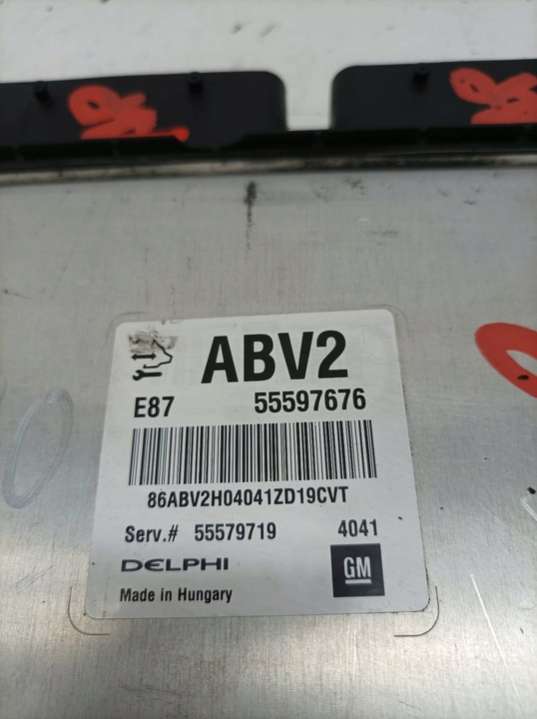 ABV2
E87 55597676
86ABV2H04041ZD19CVT
Serv.# 55579719 4041
DELPHI GM
Made in Hungary